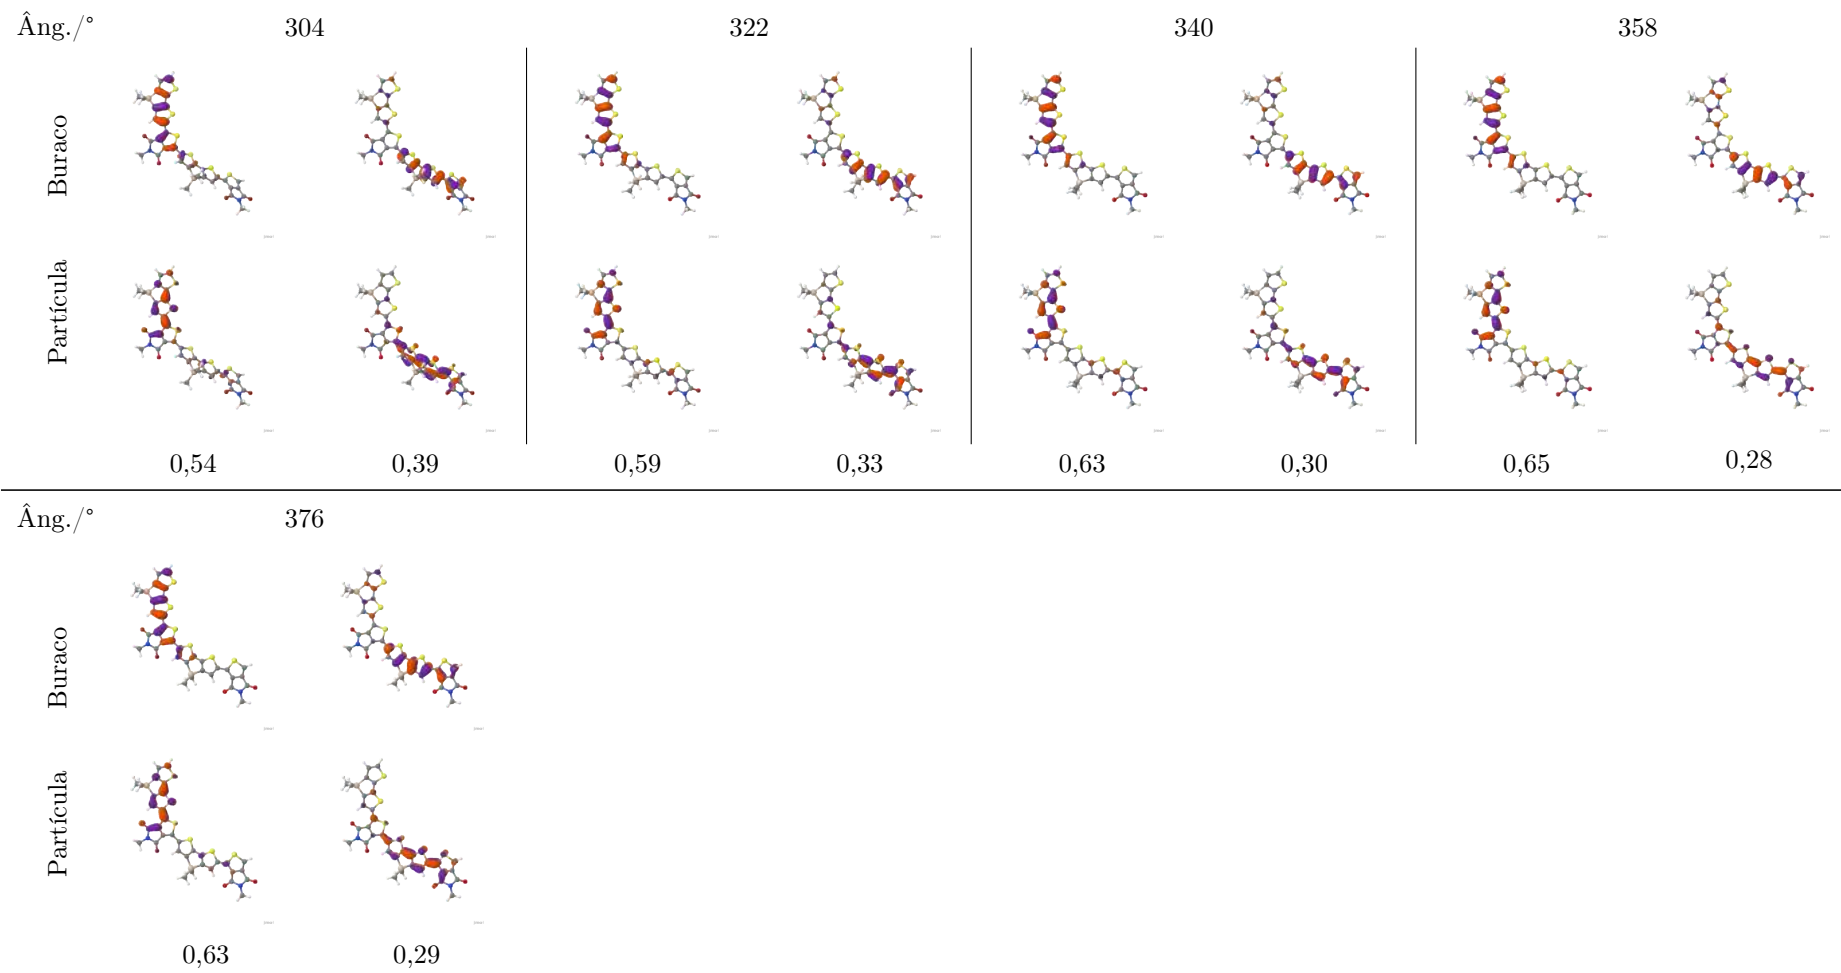 Âng./° 304 322 340 358
Buraco
Partícula
0,54 0,39 0,59 0,33 0,63 0,30 0,65 0,28
Âng./° 376
Buraco
Partícula
0,63 0,29